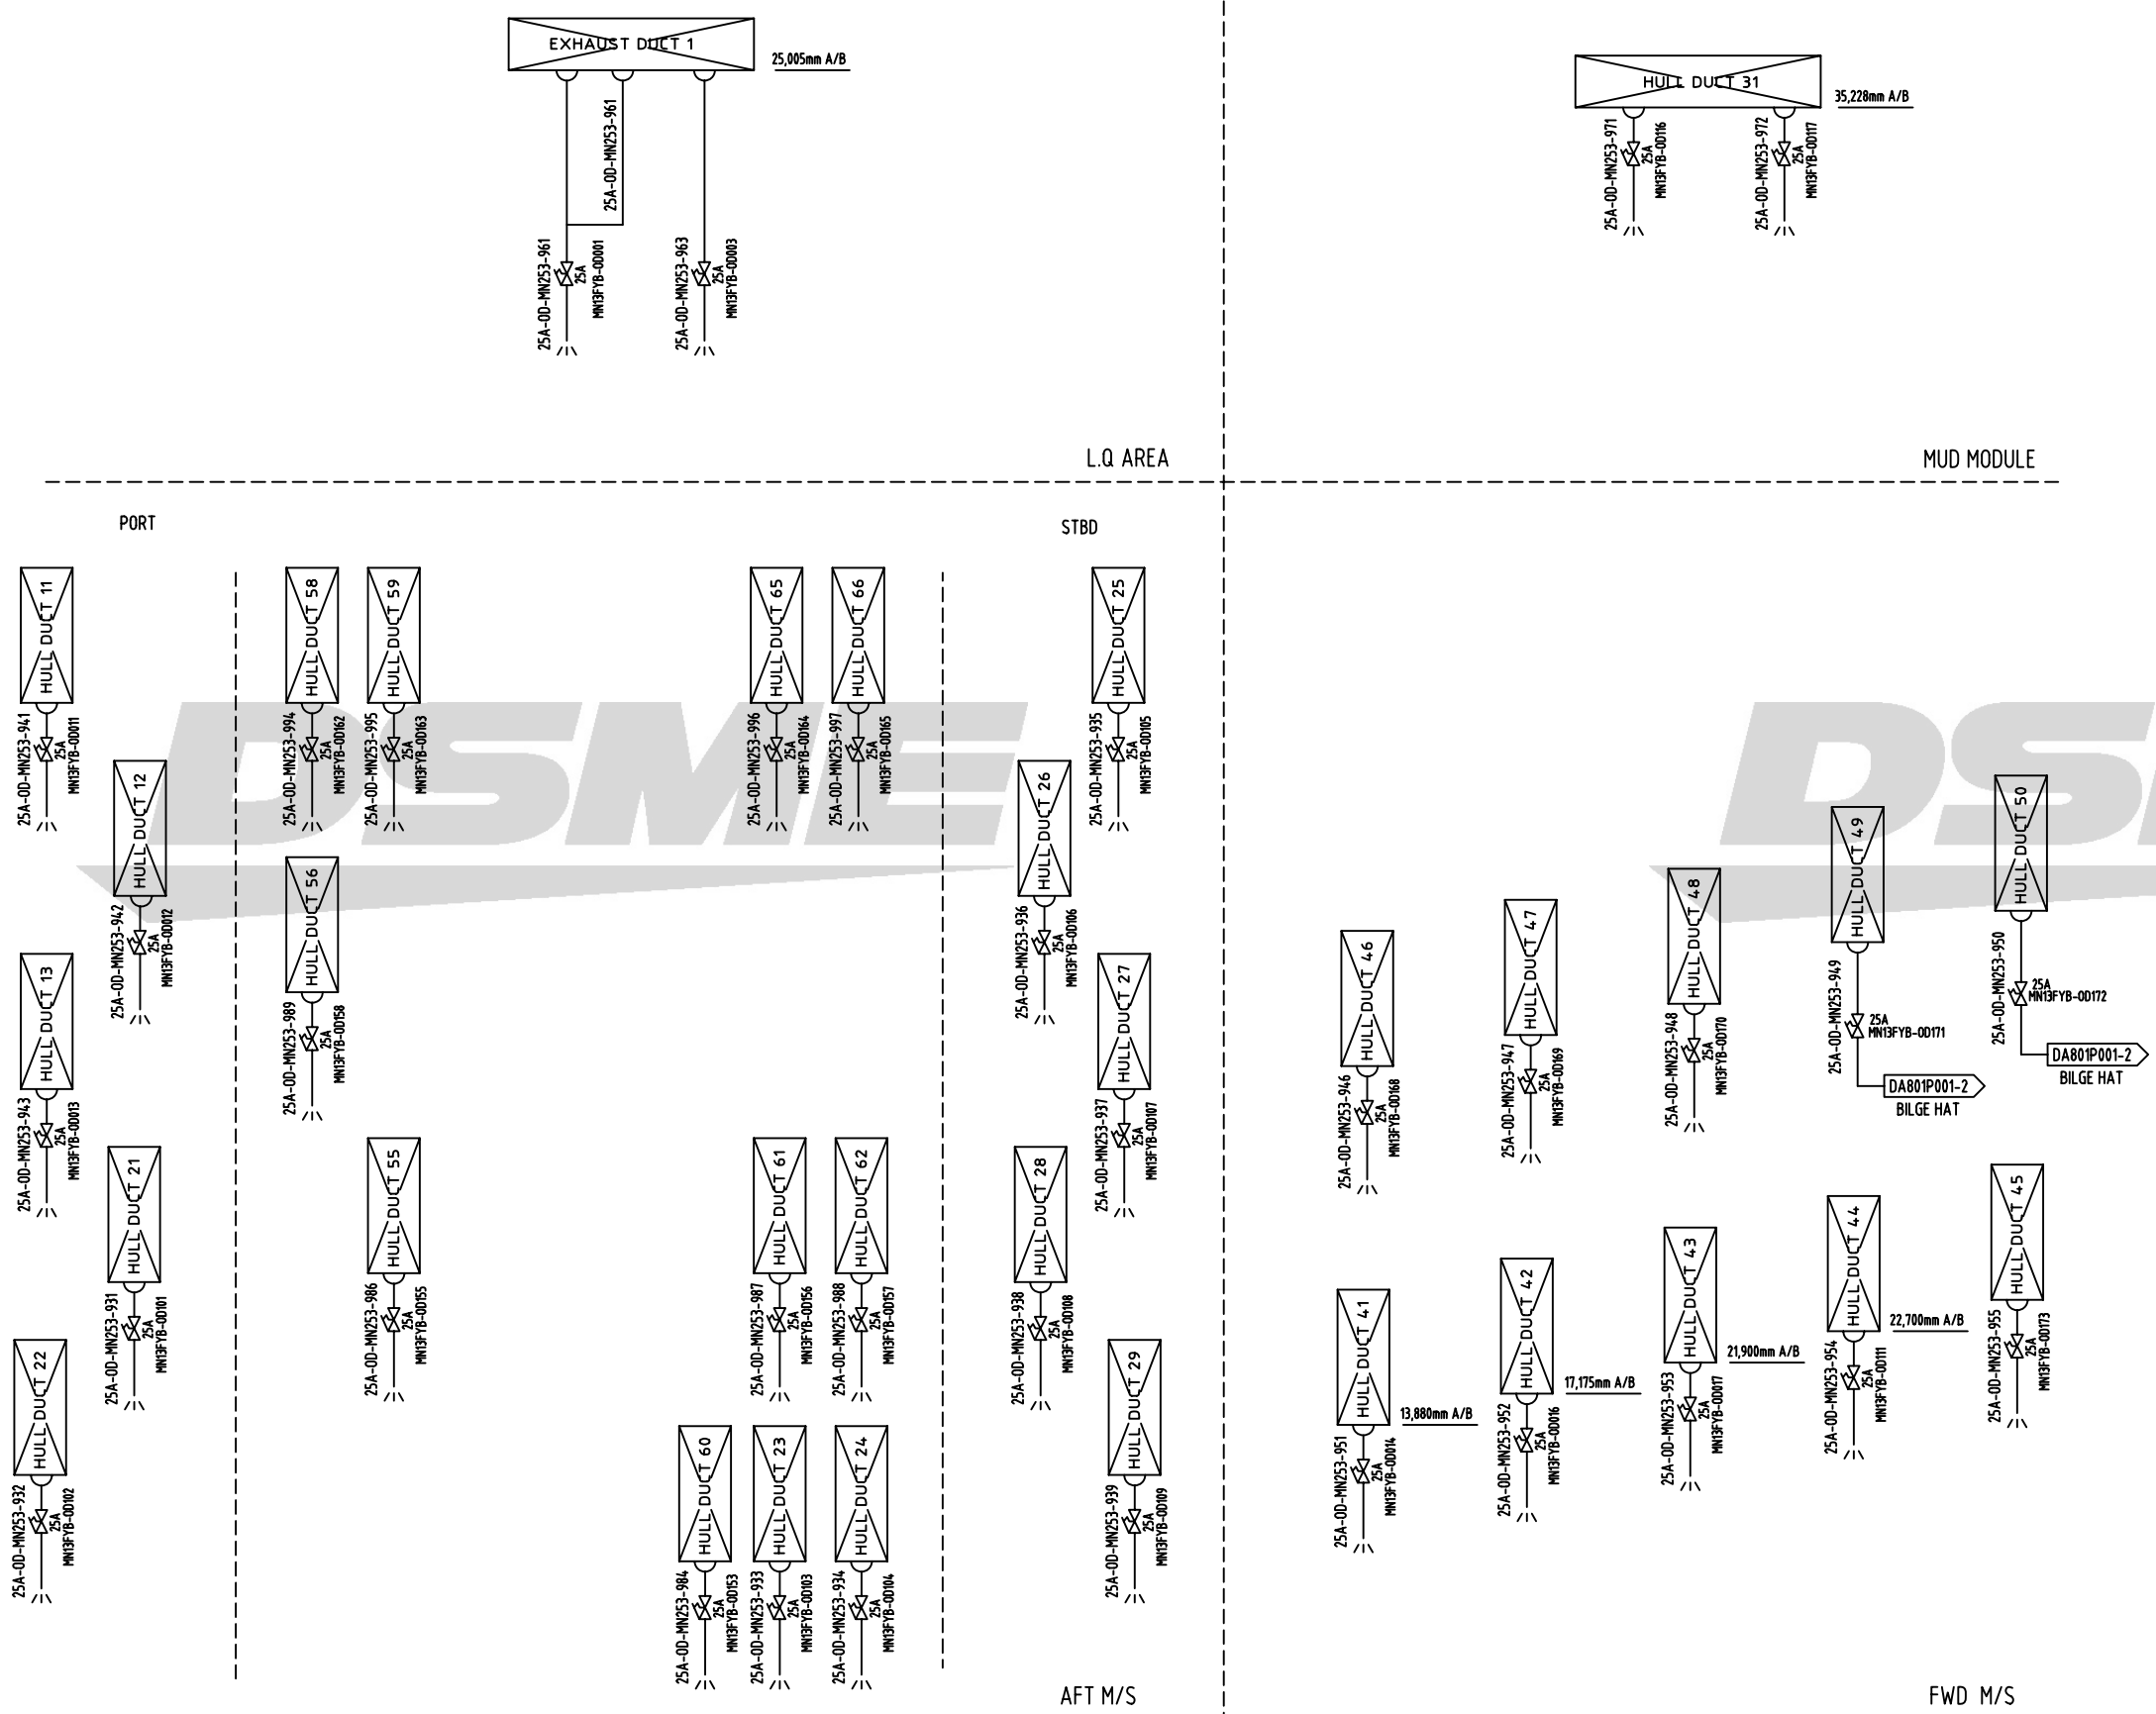 EXHAUST DUCT 1
25,005mm A/B
25A-OD-MN253-961
25A-OD-MN253-961
25A
MN13FYB-OD001
25A-OD-MN253-963
25A
MN13FYB-OD003
L.Q AREA
HULL DUCT 31
35,228mm A/B
25A-OD-MN253-971
25A
MN13FYB-OD116
25A-OD-MN253-972
25A
MN13FYB-OD117
MUD MODULE
PORT
STBD
HULL DUCT 11
25A-OD-MN253-941
25A
MN13FYB-OD011
HULL DUCT 12
25A-OD-MN253-942
25A
MN13FYB-OD012
HULL DUCT 13
25A-OD-MN253-943
25A
MN13FYB-OD013
HULL DUCT 21
25A-OD-MN253-931
25A
MN13FYB-OD101
HULL DUCT 22
25A-OD-MN253-932
25A
MN13FYB-OD102
HULL DUCT 58
25A-OD-MN253-994
25A
MN13FYB-OD162
HULL DUCT 59
25A-OD-MN253-995
25A
MN13FYB-OD163
HULL DUCT 65
25A-OD-MN253-996
25A
MN13FYB-OD164
HULL DUCT 66
25A-OD-MN253-997
25A
MN13FYB-OD165
HULL DUCT 56
25A-OD-MN253-989
25A
MN13FYB-OD158
HULL DUCT 55
25A-OD-MN253-986
25A
MN13FYB-OD155
HULL DUCT 61
25A-OD-MN253-987
25A
MN13FYB-OD156
HULL DUCT 62
25A-OD-MN253-988
25A
MN13FYB-OD157
HULL DUCT 60
25A-OD-MN253-984
25A
MN13FYB-OD153
HULL DUCT 23
25A-OD-MN253-933
25A
MN13FYB-OD103
HULL DUCT 24
25A-OD-MN253-934
25A
MN13FYB-OD104
HULL DUCT 25
25A-OD-MN253-935
25A
MN13FYB-OD105
HULL DUCT 26
25A-OD-MN253-936
25A
MN13FYB-OD106
HULL DUCT 27
25A-OD-MN253-937
25A
MN13FYB-OD107
HULL DUCT 28
25A-OD-MN253-938
25A
MN13FYB-OD108
HULL DUCT 29
25A-OD-MN253-939
25A
MN13FYB-OD109
AFT M/S
HULL DUCT 46
25A-OD-MN253-946
25A
MN13FYB-OD168
HULL DUCT 47
25A-OD-MN253-947
25A
MN13FYB-OD169
HULL DUCT 48
25A-OD-MN253-948
25A
MN13FYB-OD170
HULL DUCT 49
25A-OD-MN253-949
25A
MN13FYB-OD171
DA801P001-2
BILGE HAT
HULL DUCT 50
25A-OD-MN253-950
25A
MN13FYB-OD172
DA801P001-2
BILGE HAT
HULL DUCT 41
13,880mm A/B
25A-OD-MN253-951
25A
MN13FYB-OD014
HULL DUCT 42
17,175mm A/B
25A-OD-MN253-952
25A
MN13FYB-OD016
HULL DUCT 43
21,900mm A/B
25A-OD-MN253-953
25A
MN13FYB-OD017
HULL DUCT 44
22,700mm A/B
25A-OD-MN253-954
25A
MN13FYB-OD111
HULL DUCT 45
25A-OD-MN253-955
25A
MN13FYB-OD173
FWD M/S
DSME
DSM